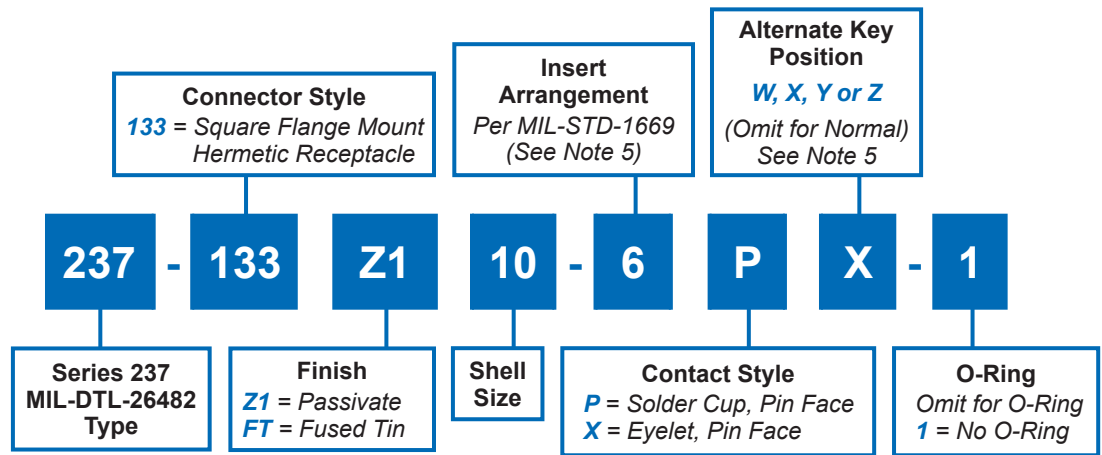 Connector Style
133 = Square Flange Mount
Hermetic Receptacle
Insert
Arrangement
Per MIL-STD-1669
(See Note 5)
Alternate Key
Position
W, X, Y or Z
(Omit for Normal)
See Note 5
237 - 133 Z1 10 - 6 P X - 1
Series 237
MIL-DTL-26482
Type
Finish
Z1 = Passivate
FT = Fused Tin
Shell
Size
Contact Style
P = Solder Cup, Pin Face
X = Eyelet, Pin Face
O-Ring
Omit for O-Ring
1 = No O-Ring